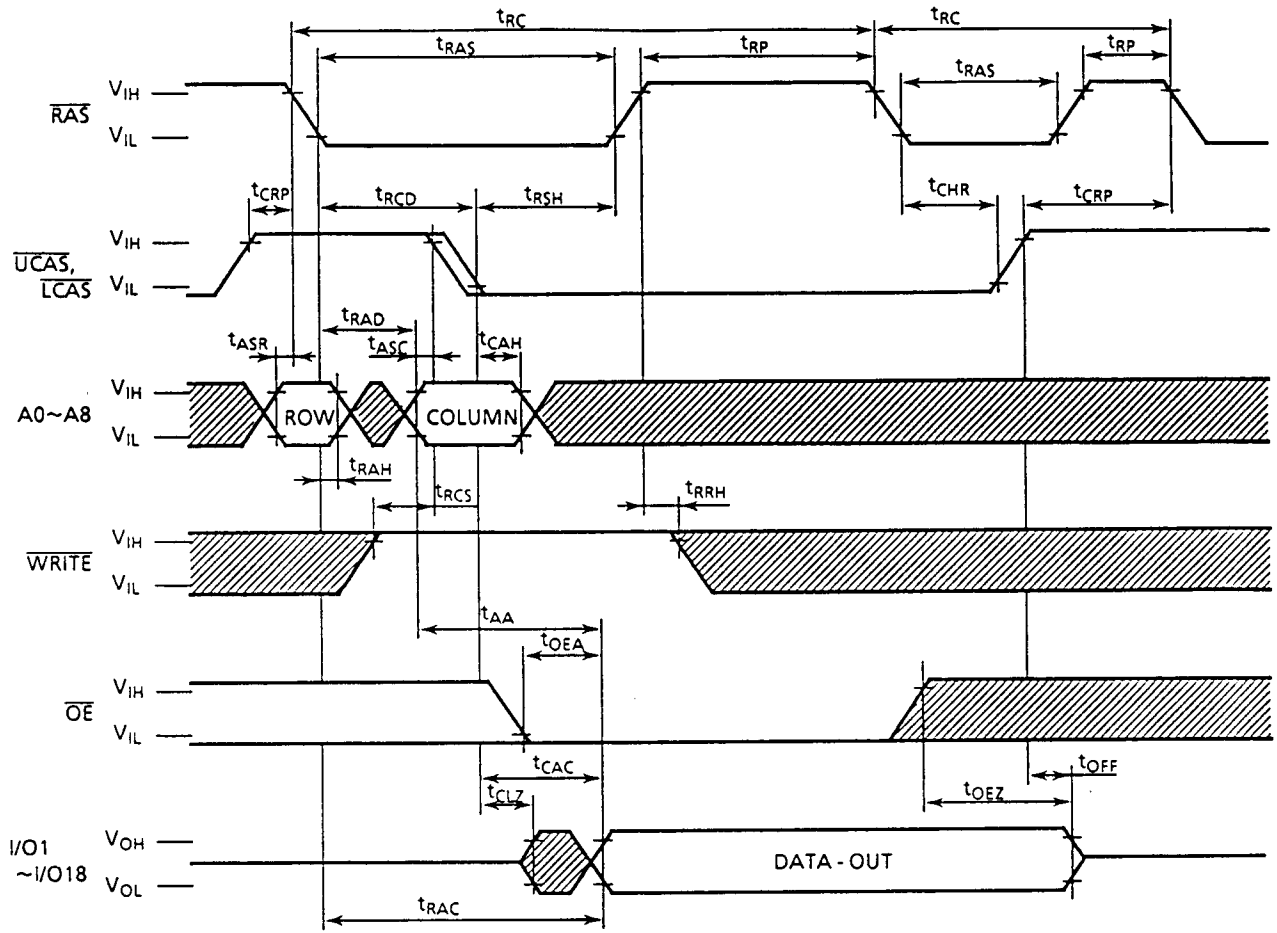 tRC tRC
tRAS tRP tRAS tRP
RAS VIH
VIL
tCRP tRCD tRSH tCHR tCRP
UCAS, VIH
LCAS VIL
tRAD
tASR tASC tCAH
A0~A8 VIH
VIL
ROW COLUMN
tRAH
tRCS tRRH
WRITE VIH
VIL
tAA
tOEA
OE VIH
VIL
tCAC tOFF
tCLZ tOEZ
I/O1 VOH
~I/O18 VOL
DATA - OUT
tRAC